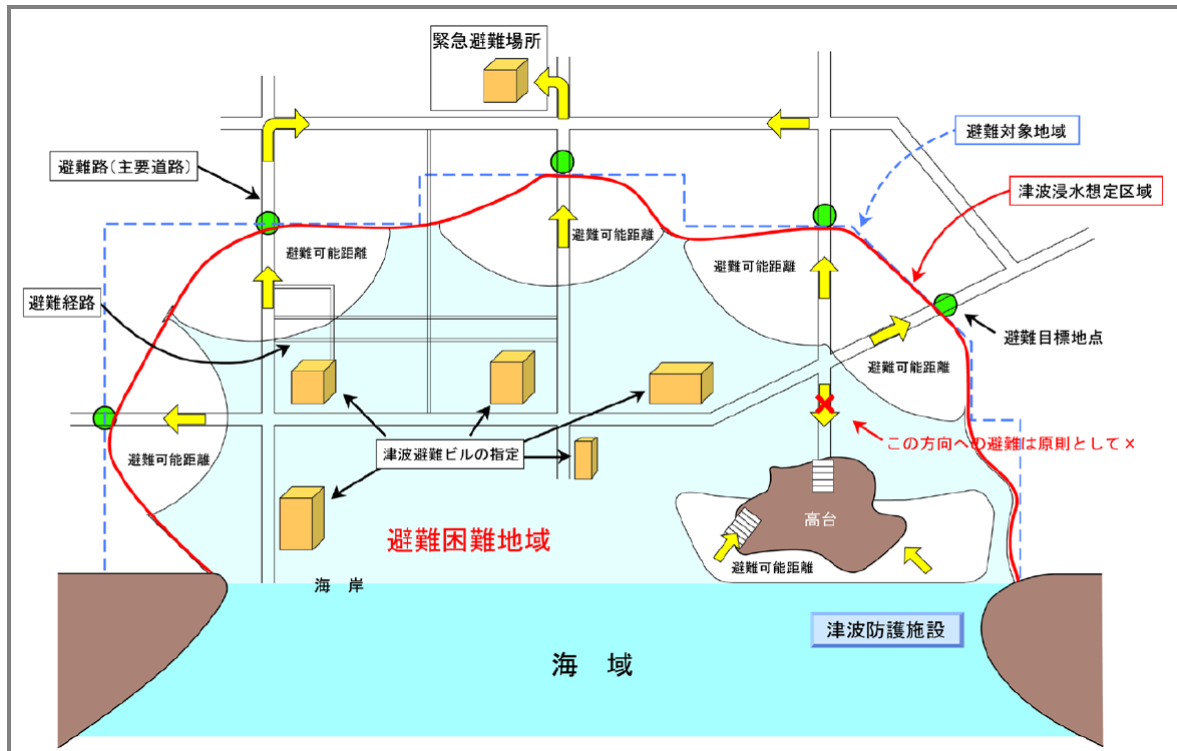 緊急避難場所
避難対象地域
避難路(主要道路)
津波浸水想定区域
避難可能距離
避難可能距離
避難可能距離
避難経路
避難目標地点
避難可能距離
この方向への避難は原則として×
津波避難ビルの指定
避難可能距離
高台
避難困難地域
避難可能距離
海 岸
津波防護施設
海 域